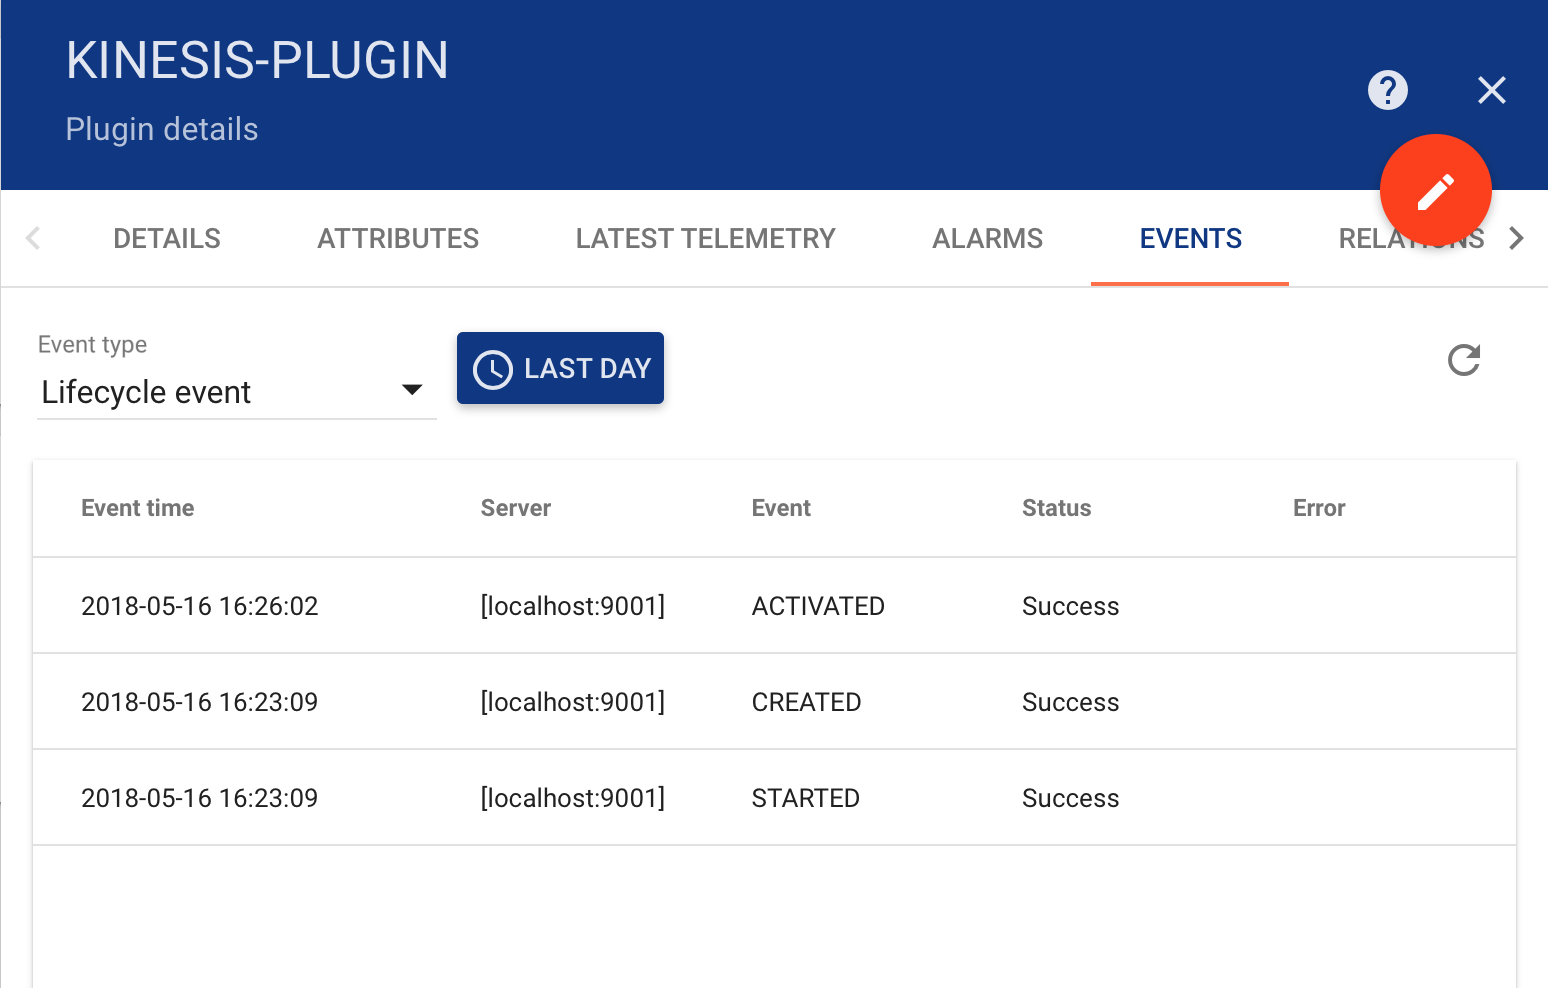 KINESIS-PLUGIN
Plugin details
?
DETAILS ATTRIBUTES LATEST TELEMETRY ALARMS EVENTS RELATIONS
Event type
Lifecycle event
LAST DAY
Event time Server Event Status Error
2018-05-16 16:26:02 [localhost:9001] ACTIVATED Success
2018-05-16 16:23:09 [localhost:9001] CREATED Success
2018-05-16 16:23:09 [localhost:9001] STARTED Success